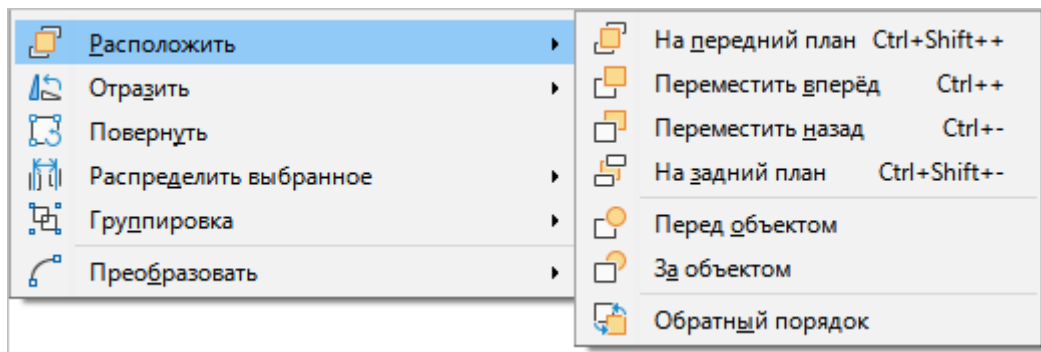 Расположить
Отразить
Повернуть
Распределить выбранное
Группировка
Преобразовать
На передний план Ctrl+Shift++
Переместить вперёд Ctrl++
Переместить назад Ctrl+-
На задний план Ctrl+Shift+-
Перед объектом
За объектом
Обратный порядок